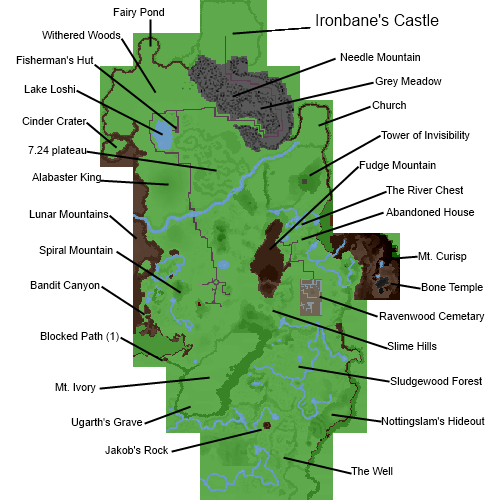 Fairy Pond
Ironbane's Castle
Withered Woods
Fisherman's Hut
Needle Mountain
Lake Loshi
Grey Meadow
Church
Cinder Crater
Tower of Invisibility
7.24 plateau
Fudge Mountain
Alabaster King
The River Chest
Lunar Mountains
Abandoned House
Spiral Mountain
Mt. Curisp
Bandit Canyon
Bone Temple
Ravenwood Cemetary
Blocked Path (1)
Slime Hills
Mt. Ivory
Sludgewood Forest
Ugarth's Grave
Nottingslam's Hideout
Jakob's Rock
The Well